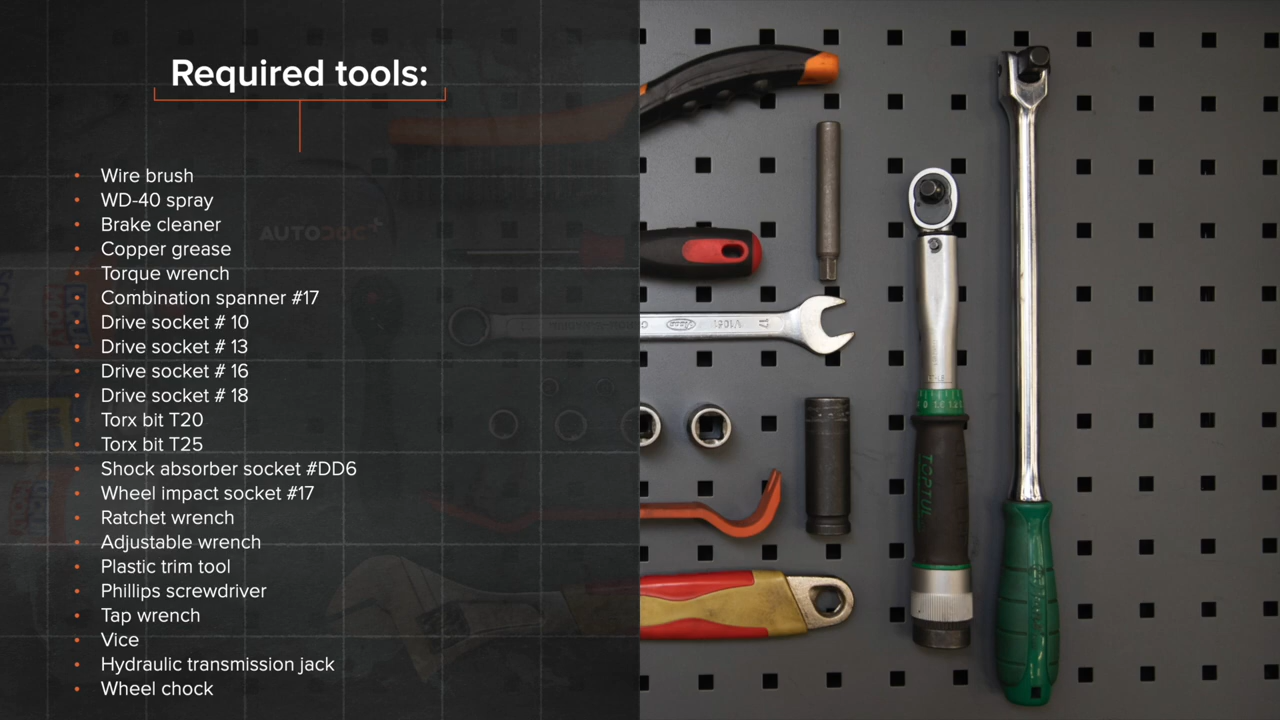 Required tools:
Wire brush
WD-40 spray
AUTODOC
Brake cleaner
Copper grease
Torque wrench
Combination spanner #17
Drive socket # 10
Drive socket # 13
Drive socket # 16
Drive socket # 18
Torx bit T20
Torx bit T25
Shock absorber socket #DD6
Wheel impact socket #17
Ratchet wrench
Adjustable wrench
Plastic trim tool
Phillips screwdriver
Tap wrench
Vice
Hydraulic transmission jack
Wheel chock
17
TOPTUL